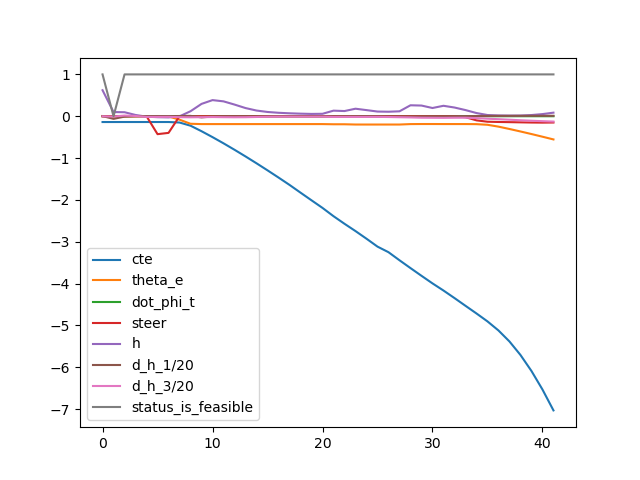 1
0
−1
−2
−3
−4
−5
−6
−7
0
10
20
30
40
cte
theta_e
dot_phi_t
steer
h
d_h_1/20
d_h_3/20
status_is_feasible